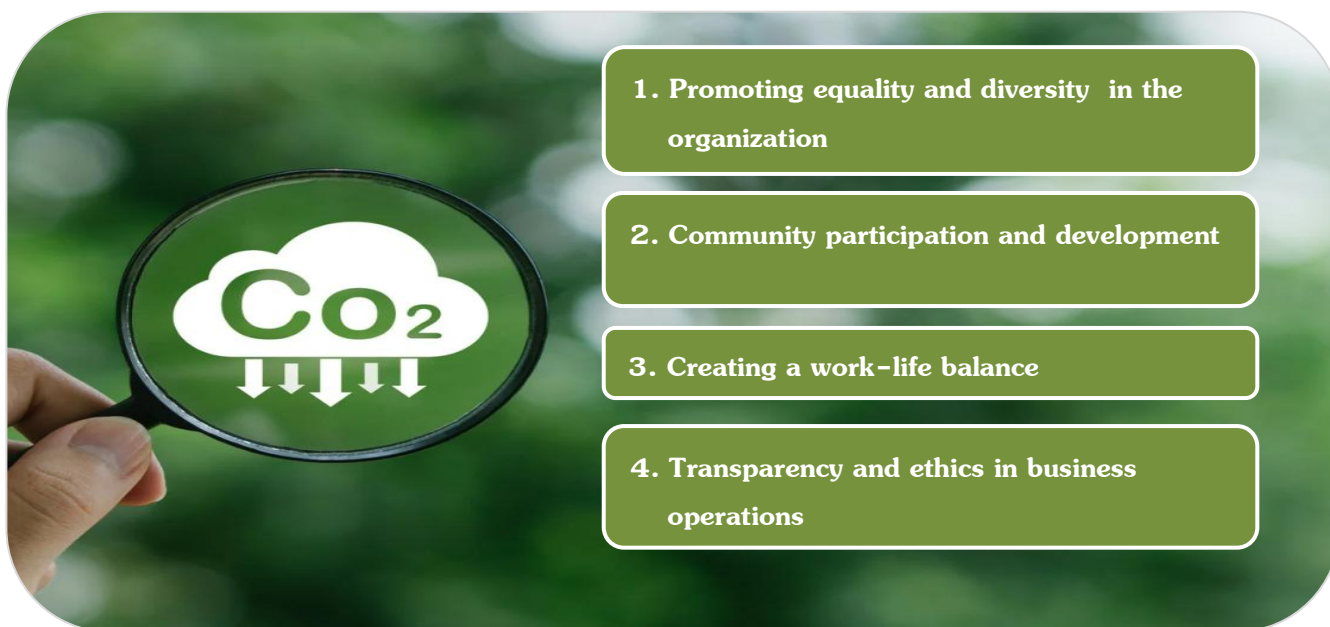 Co2
1. Promoting equality and diversity in the
organization
2. Community participation and development
3. Creating a work-life balance
4. Transparency and ethics in business
operations